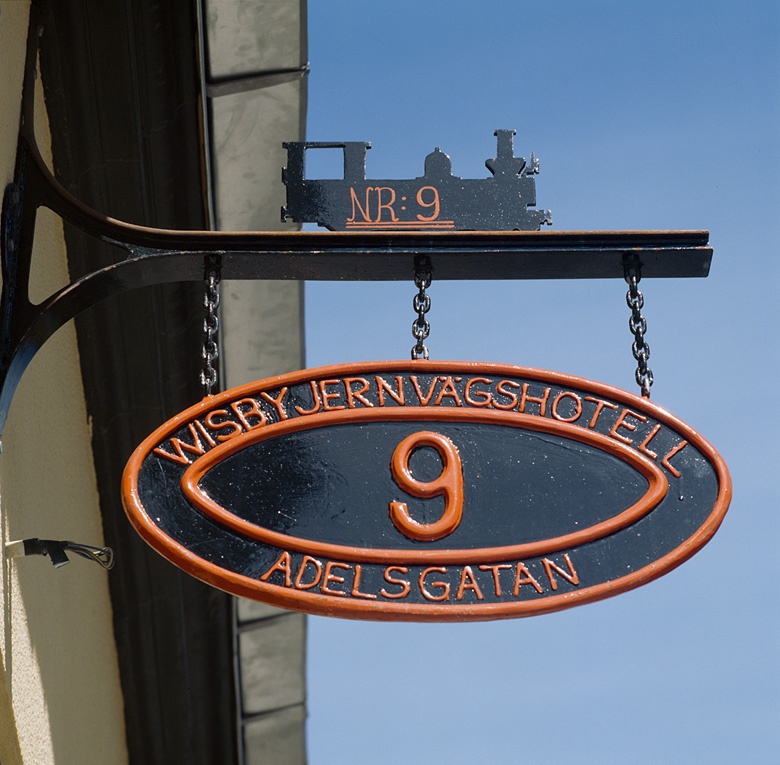 NR: 9
WISBY JERNVÄGSHOTELL
9
ADELSGATAN